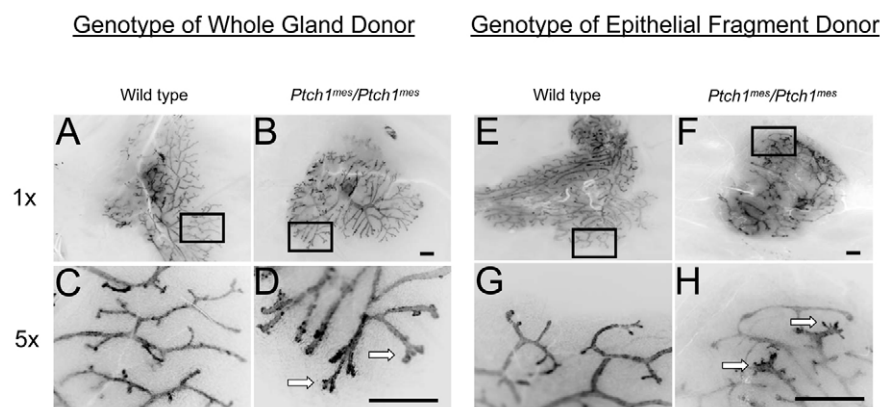 Genotype of Whole Gland Donor Genotype of Epithelial Fragment Donor
Wild type Ptch1mes/Ptch1mes Wild type Ptch1mes/Ptch1mes
A B E F
1x
C D G H
5x